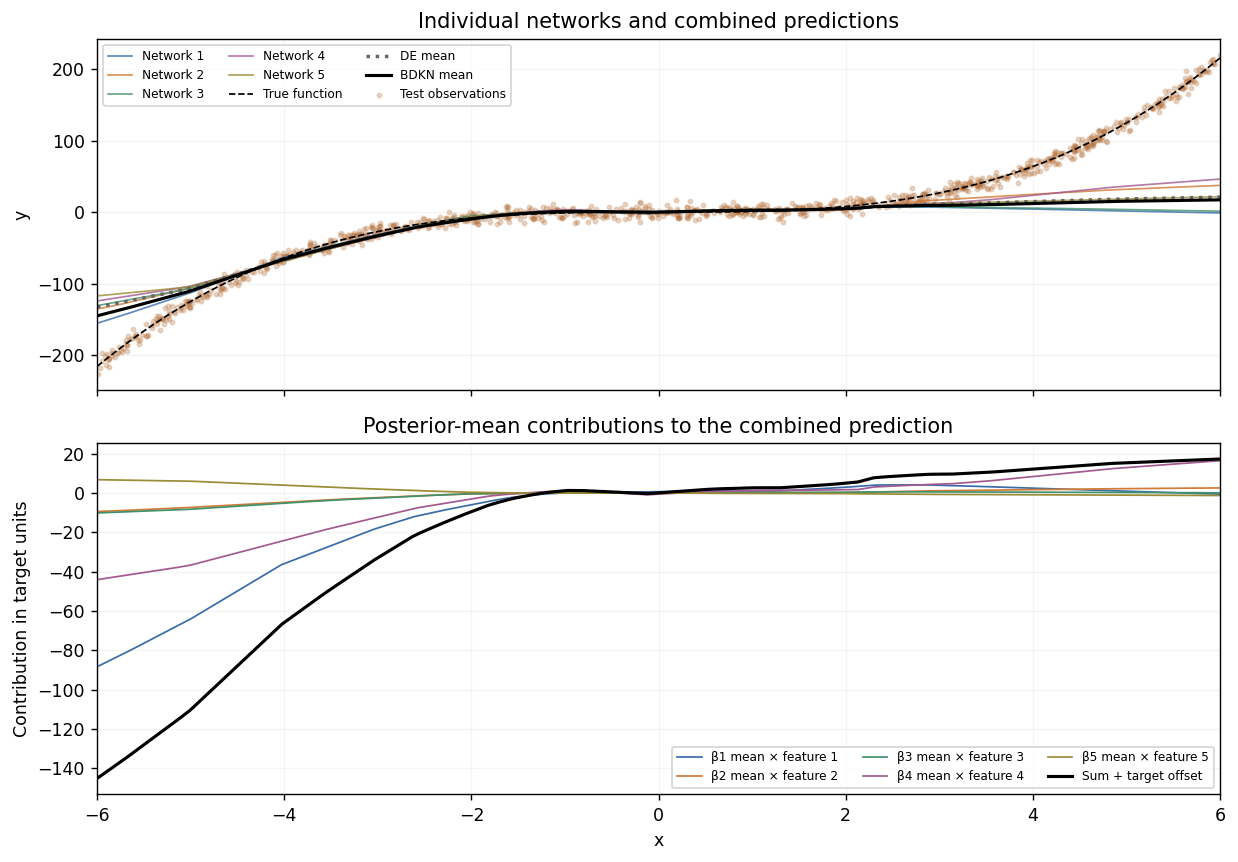 Individual networks and combined predictions
Network 1 Network 4 DE mean
Network 2 Network 5 BDKN mean
Network 3 True function Test observations
200
100
0
−100
−200
y
Posterior-mean contributions to the combined prediction
20
0
−20
−40
−60
−80
−100
−120
−140
Contribution in target units
β1 mean × feature 1 β3 mean × feature 3 β5 mean × feature 5
β2 mean × feature 2 β4 mean × feature 4 Sum + target offset
−6 −4 −2 0 2 4 6
x